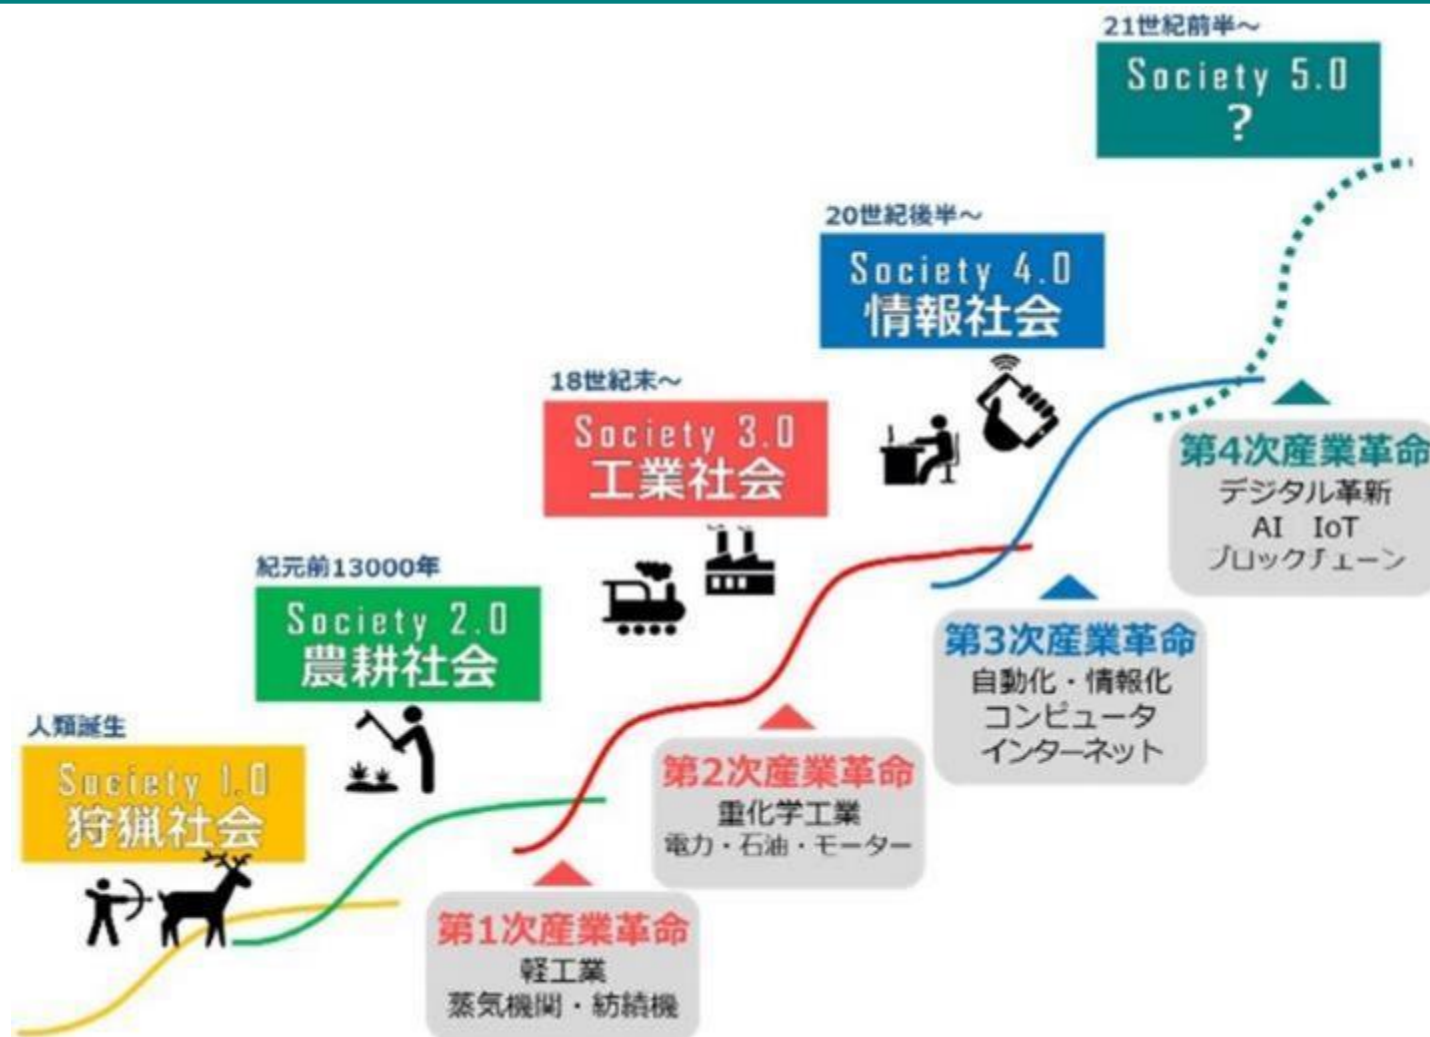 21世紀前半～
Society 5.0
?
20世紀後半～
Society 4.0
情報社会
18世紀末～
Society 3.0
工業社会
紀元前13000年
Society 2.0
農耕社会
人類誕生
Society 1.0
狩猟社会
第1次産業革命
軽工業
蒸気機関・紡績機
第2次産業革命
重化学工業
電力・石油・モーター
第3次産業革命
自動化・情報化
コンピュータ
インターネット
第4次産業革命
デジタル革新
AI IoT
ブロックチェーン